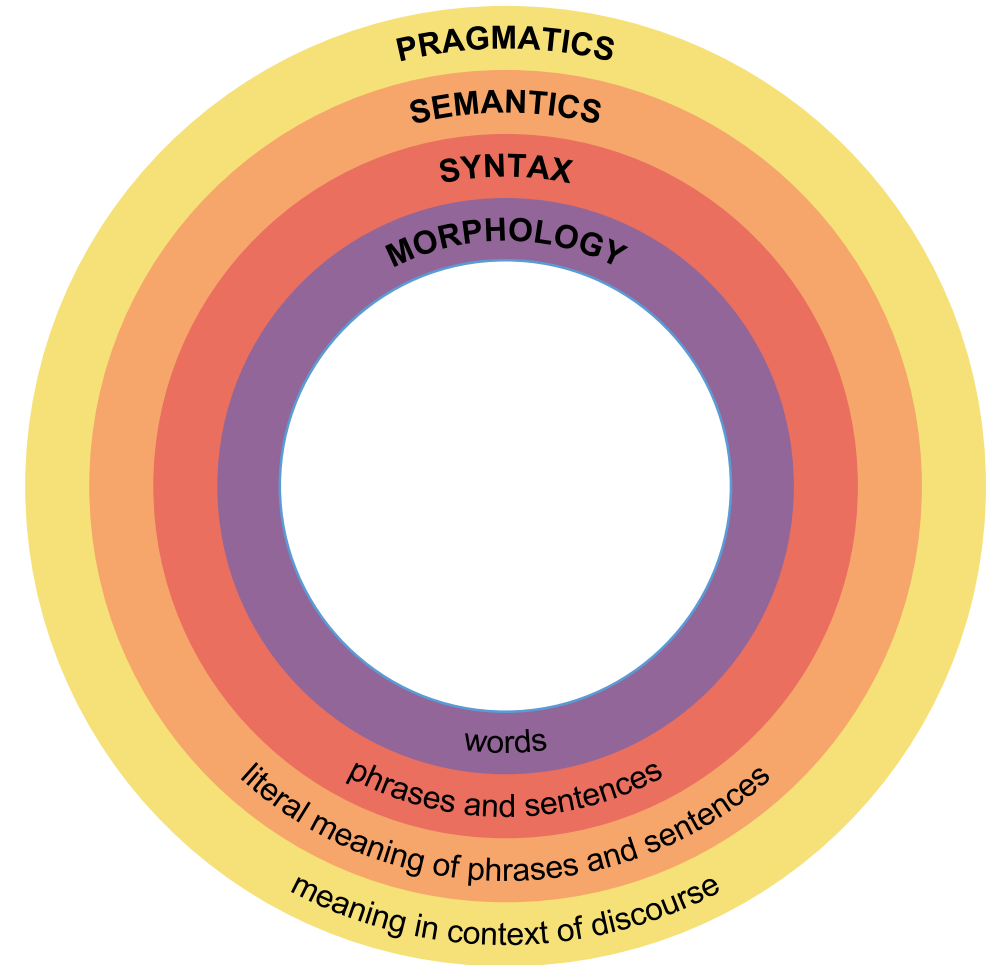 PRAGMATICS
SEMANTICS
SYNTAX
MORPHOLOGY
words
phrases and sentences
literal meaning of phrases and sentences
meaning in context of discourse